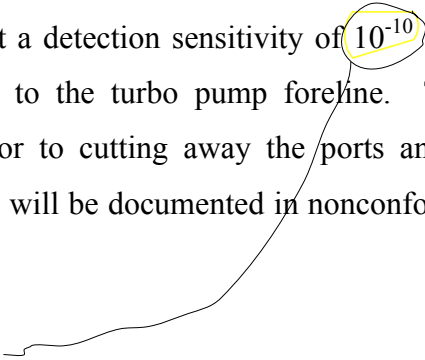 t a detection sensitivity of 10⁻¹⁰
to the turbo pump foreline.
or to cutting away the ports an
will be documented in nonconfo